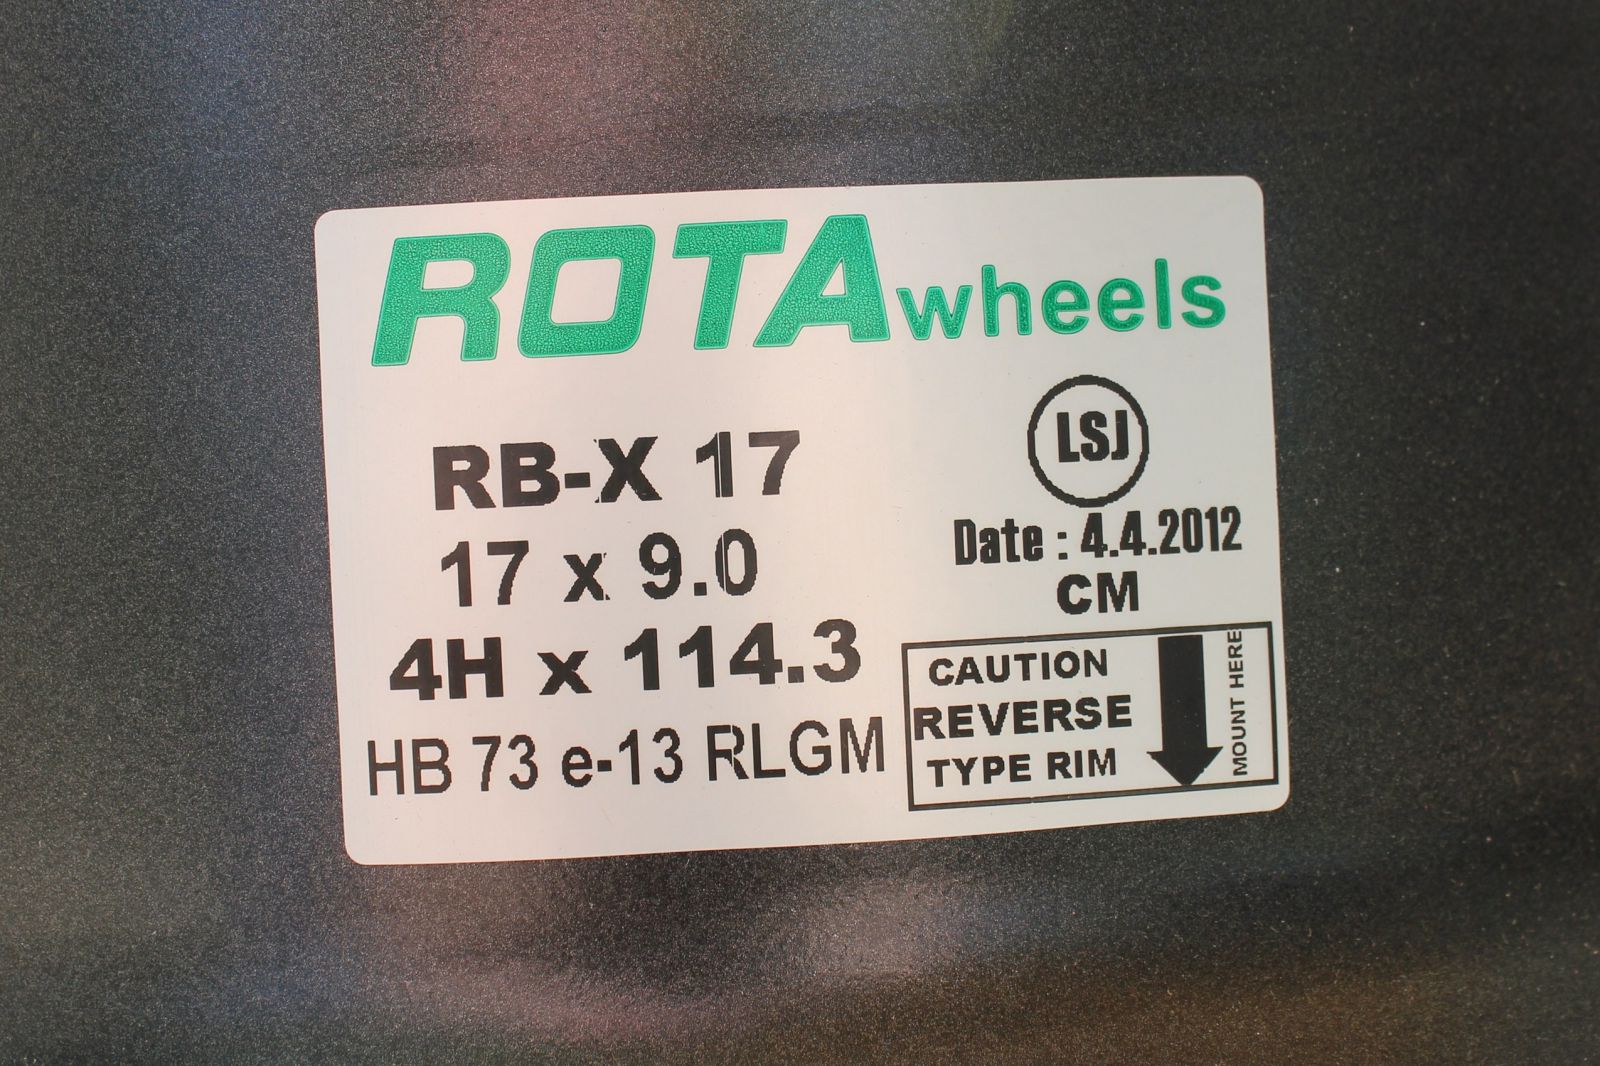 ROTA wheels
RB-X 17
17 x 9.0
4H x 114.3
HB 73 e-13 RLGM
LSJ
Date : 4.4.2012
CM
CAUTION
REVERSE
TYPE RIM
MOUNT HERE